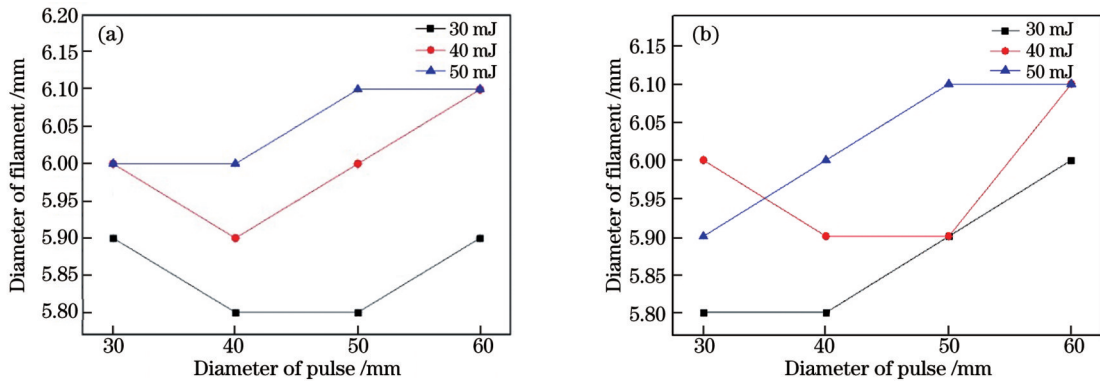 (a)
30 mJ
40 mJ
50 mJ
6.20
6.15
6.10
6.05
6.00
5.95
5.90
5.85
5.80
Diameter of filament /mm
30 40 50 60
Diameter of pulse /mm
(b)
30 mJ
40 mJ
50 mJ
6.15
6.10
6.05
6.00
5.95
5.90
5.85
5.80
Diameter of filament /mm
30 40 50 60
Diameter of pulse /mm